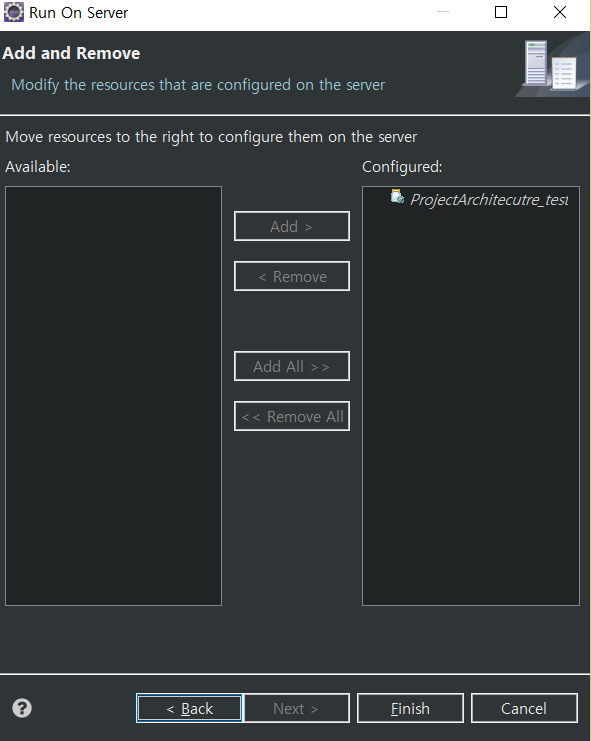 Run On Server
Add and Remove
Modify the resources that are configured on the server
Move resources to the right to configure them on the server
Available:
Configured:
ProjectArchitecutre_test
Add >
< Remove
Add All >>
<< Remove All
?
< Back
Next >
Finish
Cancel